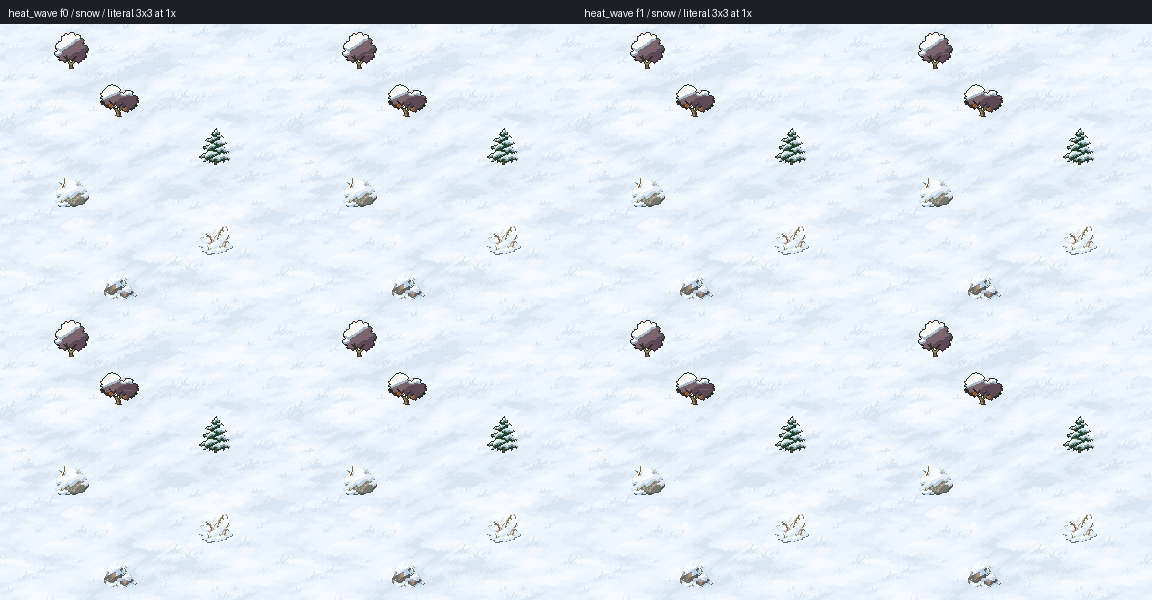 heat_wave f0 / snow / literal 3x3 at 1x
heat_wave f1 / snow / literal 3x3 at 1x